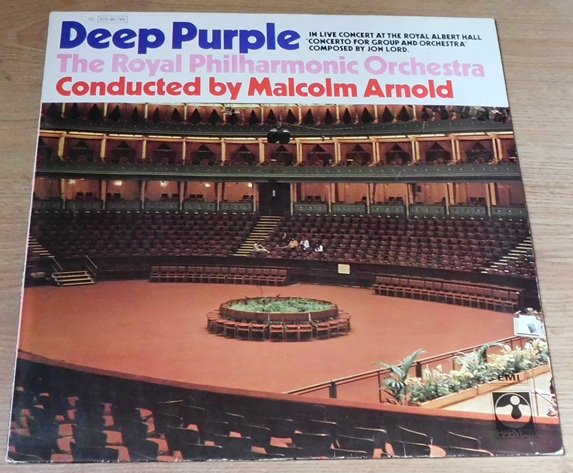 Deep Purple
IN LIVE CONCERT AT THE ROYAL ALBERT HALL
'CONCERTO FOR GROUP AND ORCHESTRA'
COMPOSED BY JON LORD.
The Royal Philharmonic Orchestra
Conducted by Malcolm Arnold
EMI